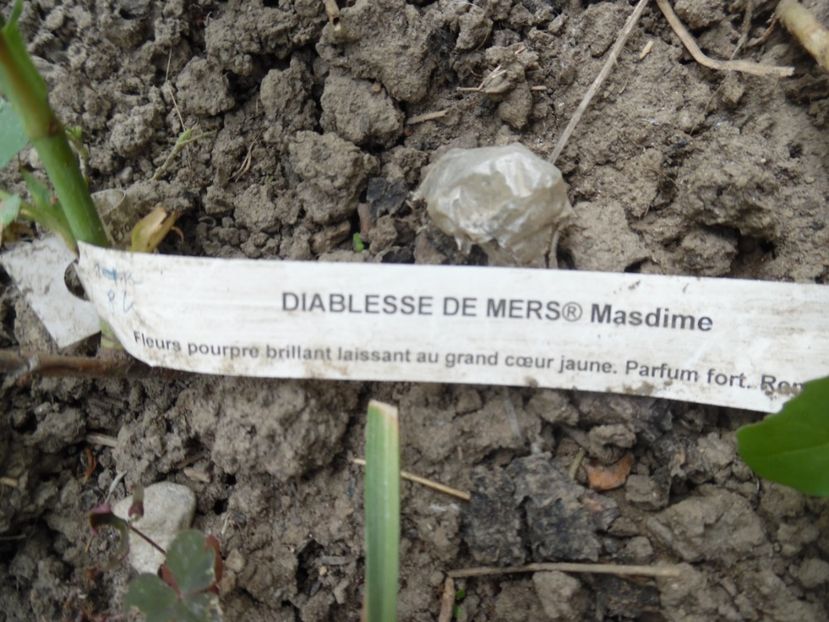 DIABLESSE DE MERS® Masdime
Fleurs pourpre brillant laissant au grand cœur jaune. Parfum fort.